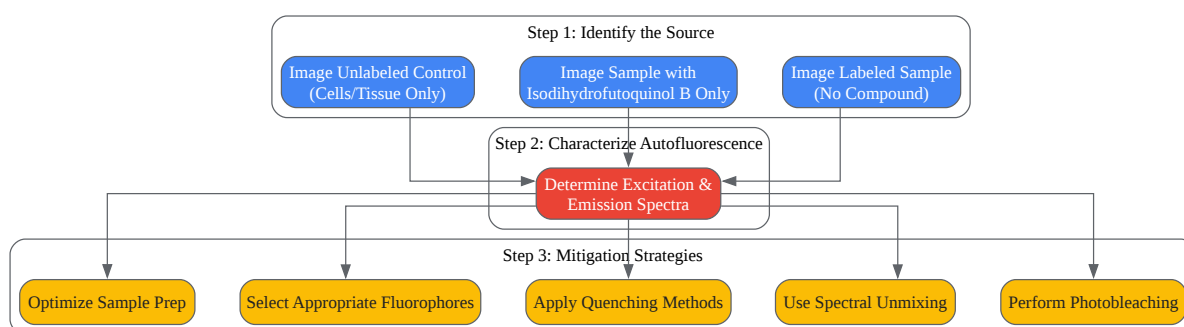 Step 1: Identify the Source
Image Unlabeled Control
(Cells/Tissue Only)
Image Sample with
Isodihydrofutoquinol B Only
Image Labeled Sample
(No Compound)
Step 2: Characterize Autofluorescence
Determine Excitation &
Emission Spectra
Step 3: Mitigation Strategies
Optimize Sample Prep
Select Appropriate Fluorophores
Apply Quenching Methods
Use Spectral Unmixing
Perform Photobleaching